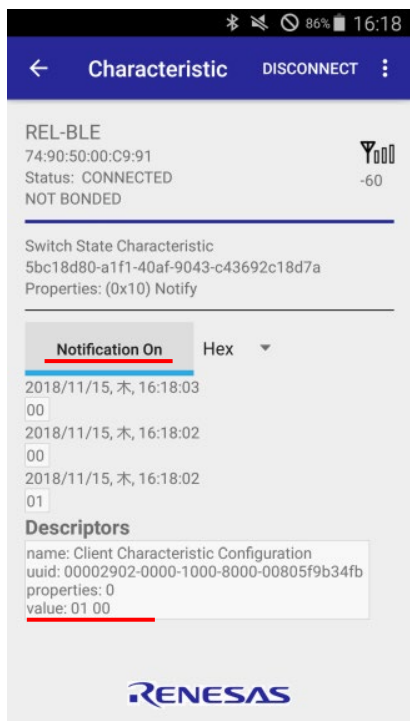 86% 16:18
Characteristic DISCONNECT
REL-BLE
74:90:50:00:C9:91
Status: CONNECTED
-60
NOT BONDED
Switch State Characteristic
5bc18d80-a1f1-40af-9043-c43692c18d7a
Properties: (0x10) Notify
Notification On Hex
2018/11/15, 木, 16:18:03
00
2018/11/15, 木, 16:18:02
00
2018/11/15, 木, 16:18:02
01
Descriptors
name: Client Characteristic Configuration
uuid: 00002902-0000-1000-8000-00805f9b34fb
properties: 0
value: 01 00
RENESAS